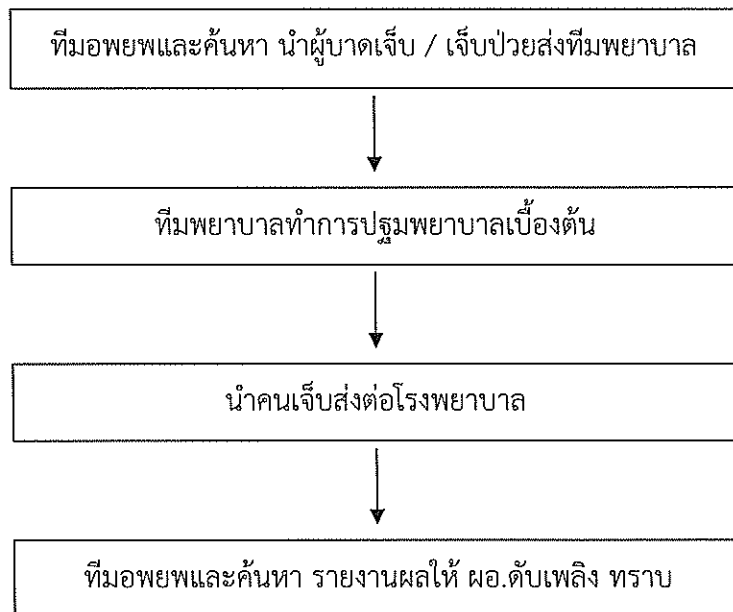 ทีมอพยพและค้นหา นำผู้บาดเจ็บ / เจ็บป่วยส่งทีมพยาบาล
ทีมพยาบาลทำการปฐมพยาบาลเบื้องต้น
นำคนเจ็บส่งต่อโรงพยาบาล
ทีมอพยพและค้นหา รายงานผลให้ ผอ.ดับเพลิง ทราบ